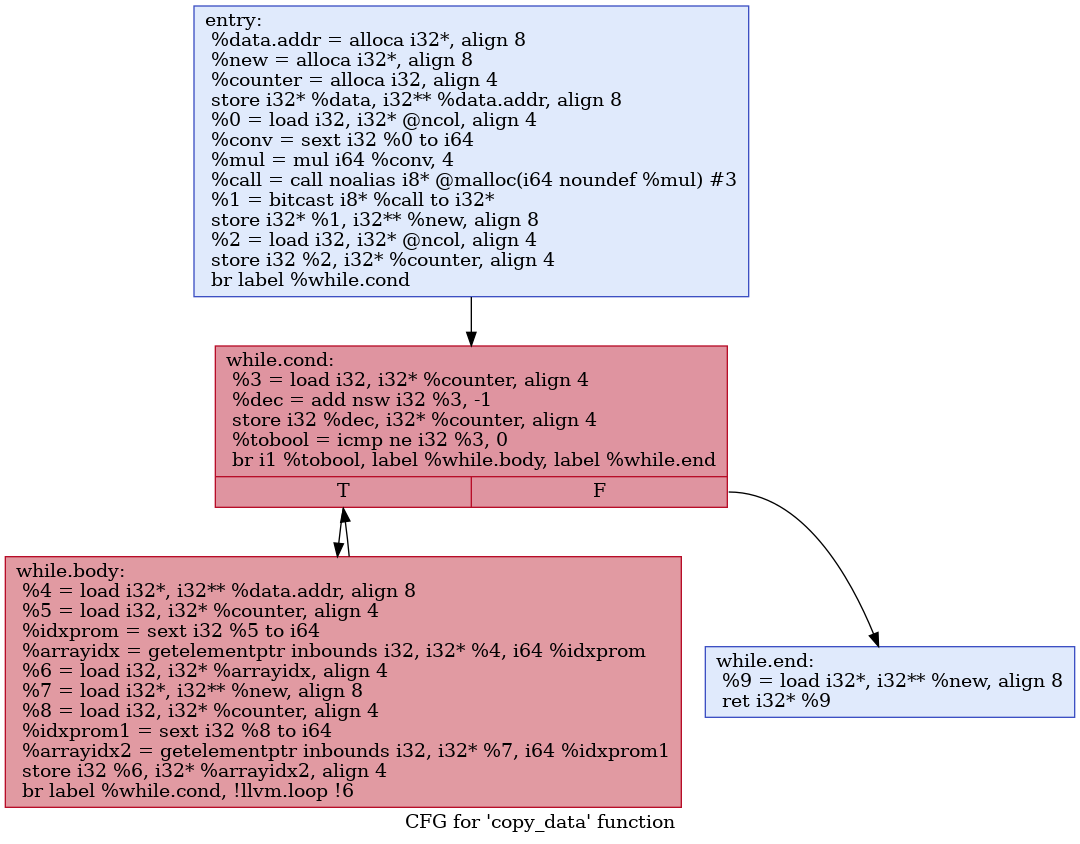 entry:
%data.addr = alloca i32*, align 8
%new = alloca i32*, align 8
%counter = alloca i32, align 4
store i32* %data, i32** %data.addr, align 8
%0 = load i32, i32* @ncol, align 4
%conv = sext i32 %0 to i64
%mul = mul i64 %conv, 4
%call = call noalias i8* @malloc(i64 noundef %mul) #3
%1 = bitcast i8* %call to i32*
store i32* %1, i32** %new, align 8
%2 = load i32, i32* @ncol, align 4
store i32 %2, i32* %counter, align 4
br label %while.cond
while.cond:
%3 = load i32, i32* %counter, align 4
%dec = add nsw i32 %3, -1
store i32 %dec, i32* %counter, align 4
%tobool = icmp ne i32 %3, 0
br i1 %tobool, label %while.body, label %while.end
T
F
while.body:
%4 = load i32*, i32** %data.addr, align 8
%5 = load i32, i32* %counter, align 4
%idxprom = sext i32 %5 to i64
%arrayidx = getelementptr inbounds i32, i32* %4, i64 %idxprom
%6 = load i32, i32* %arrayidx, align 4
%7 = load i32*, i32** %new, align 8
%8 = load i32, i32* %counter, align 4
%idxprom1 = sext i32 %8 to i64
%arrayidx2 = getelementptr inbounds i32, i32* %7, i64 %idxprom1
store i32 %6, i32* %arrayidx2, align 4
br label %while.cond, !llvm.loop !6
while.end:
%9 = load i32*, i32** %new, align 8
ret i32* %9
CFG for 'copy_data' function